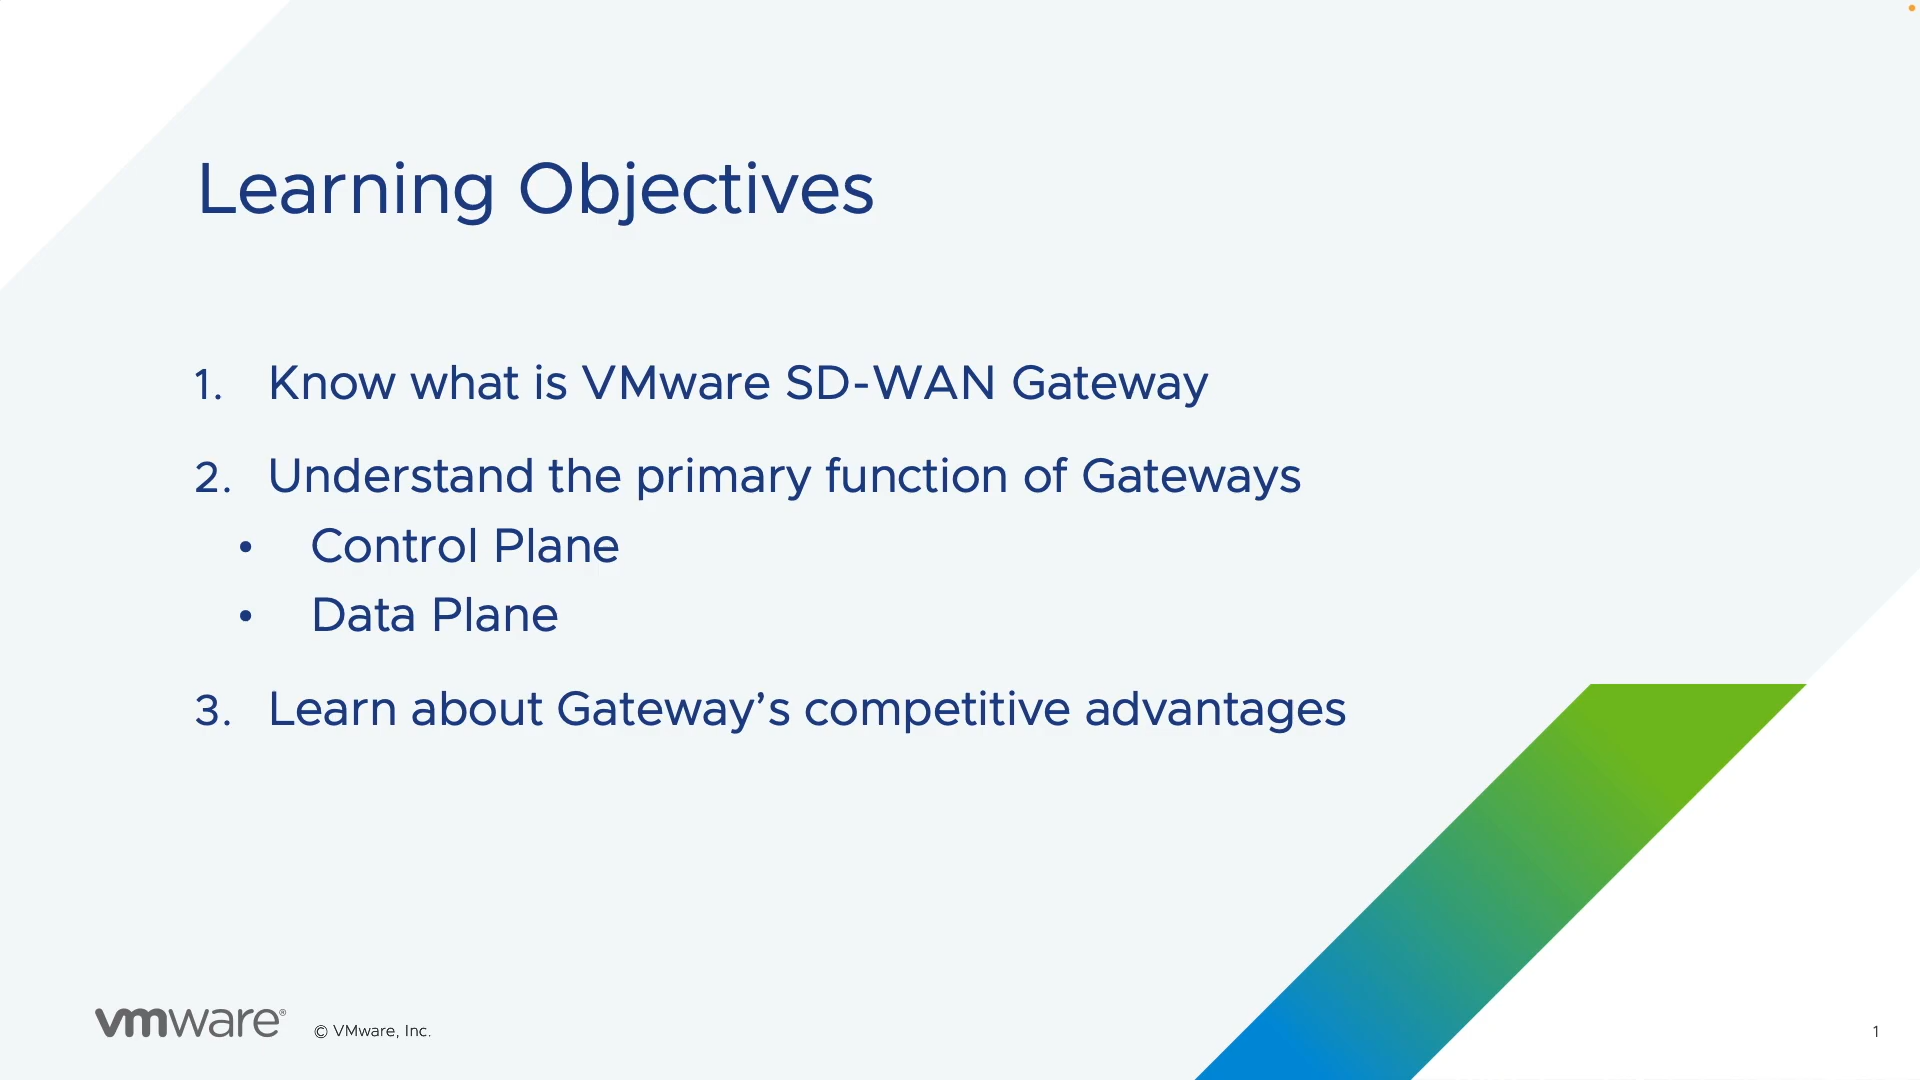 Learning Objectives
1. Know what is VMware SD-WAN Gateway
2. Understand the primary function of Gateways
• Control Plane
• Data Plane
3. Learn about Gateway’s competitive advantages
vmware® © VMware, Inc. 1